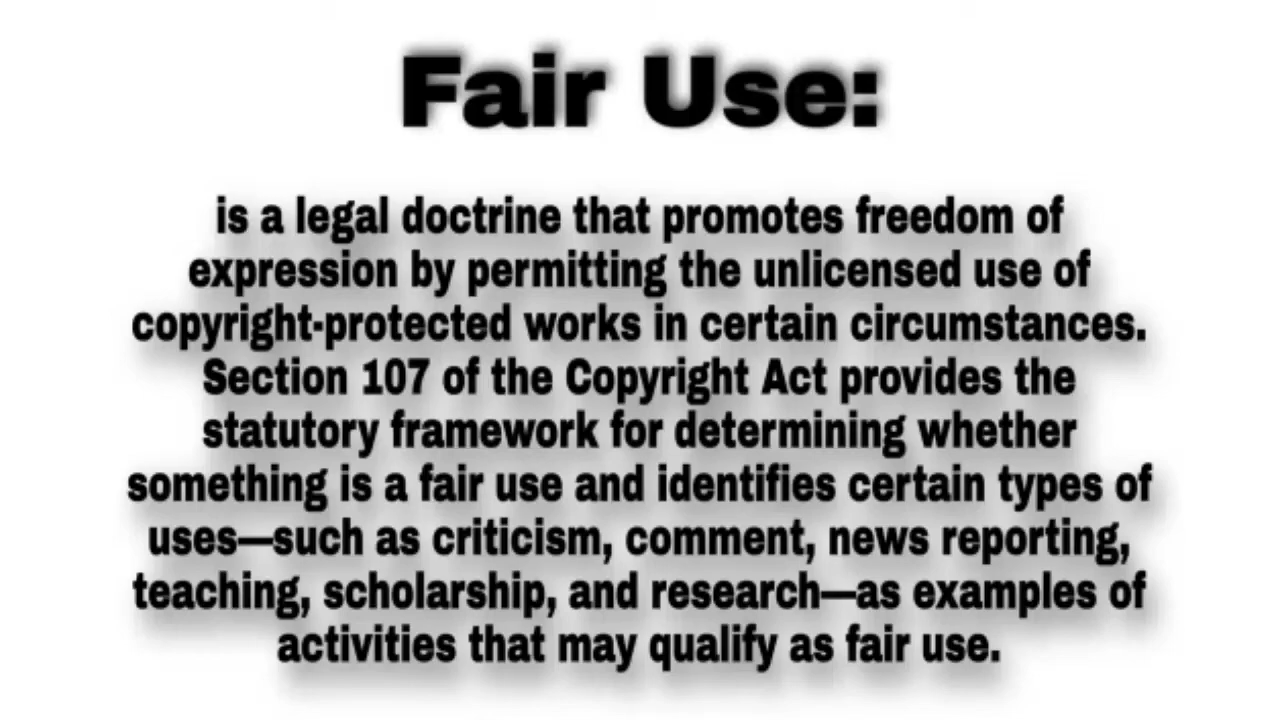 Fair Use:
is a legal doctrine that promotes freedom of
expression by permitting the unlicensed use of
copyright-protected works in certain circumstances.
Section 107 of the Copyright Act provides the
statutory framework for determining whether
something is a fair use and identifies certain types of
uses—such as criticism, comment, news reporting,
teaching, scholarship, and research—as examples of
activities that may qualify as fair use.